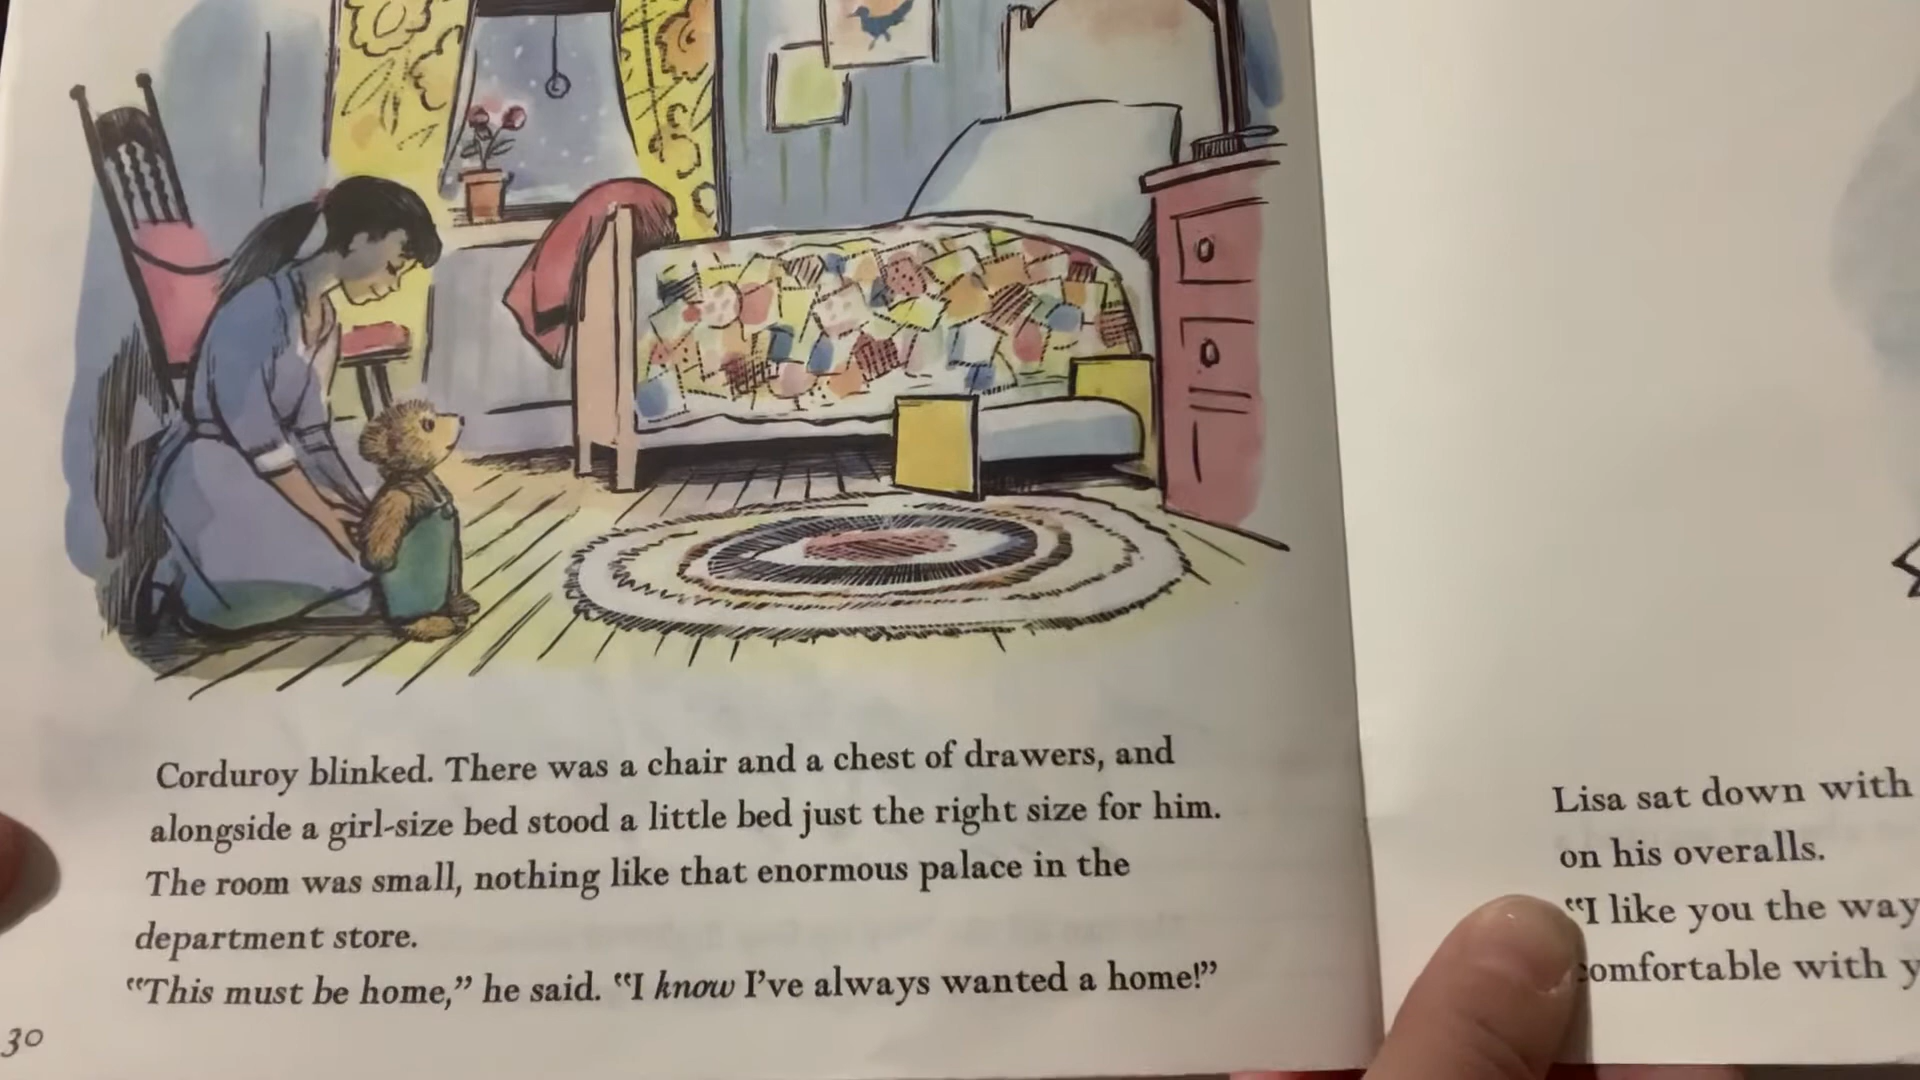 Corduroy blinked. There was a chair and a chest of drawers, and
alongside a girl-size bed stood a little bed just the right size for him.
The room was small, nothing like that enormous palace in the
department store.
“This must be home,” he said. “I know I’ve always wanted a home!”
30
Lisa sat down with
on his overalls.
“I like you the way
comfortable with